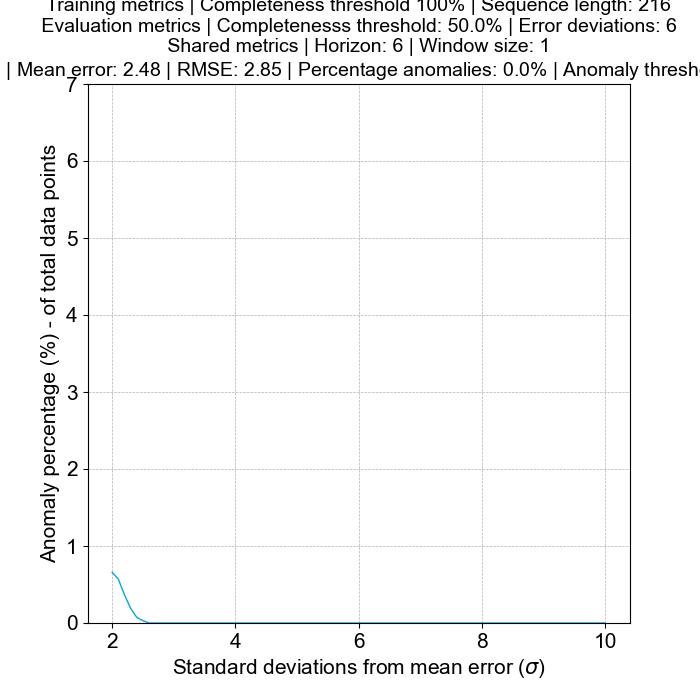 Training metrics | Completeness threshold 100% | Sequence length: 216
Evaluation metrics | Completenesss threshold: 50.0% | Error deviations: 6
Shared metrics | Horizon: 6 | Window size: 1
| Mean error: 2.48 | RMSE: 2.85 | Percentage anomalies: 0.0% | Anomaly thresh
7
6
5
4
3
2
1
0
Anomaly percentage (%) - of total data points
2 4 6 8 10
Standard deviations from mean error (σ)